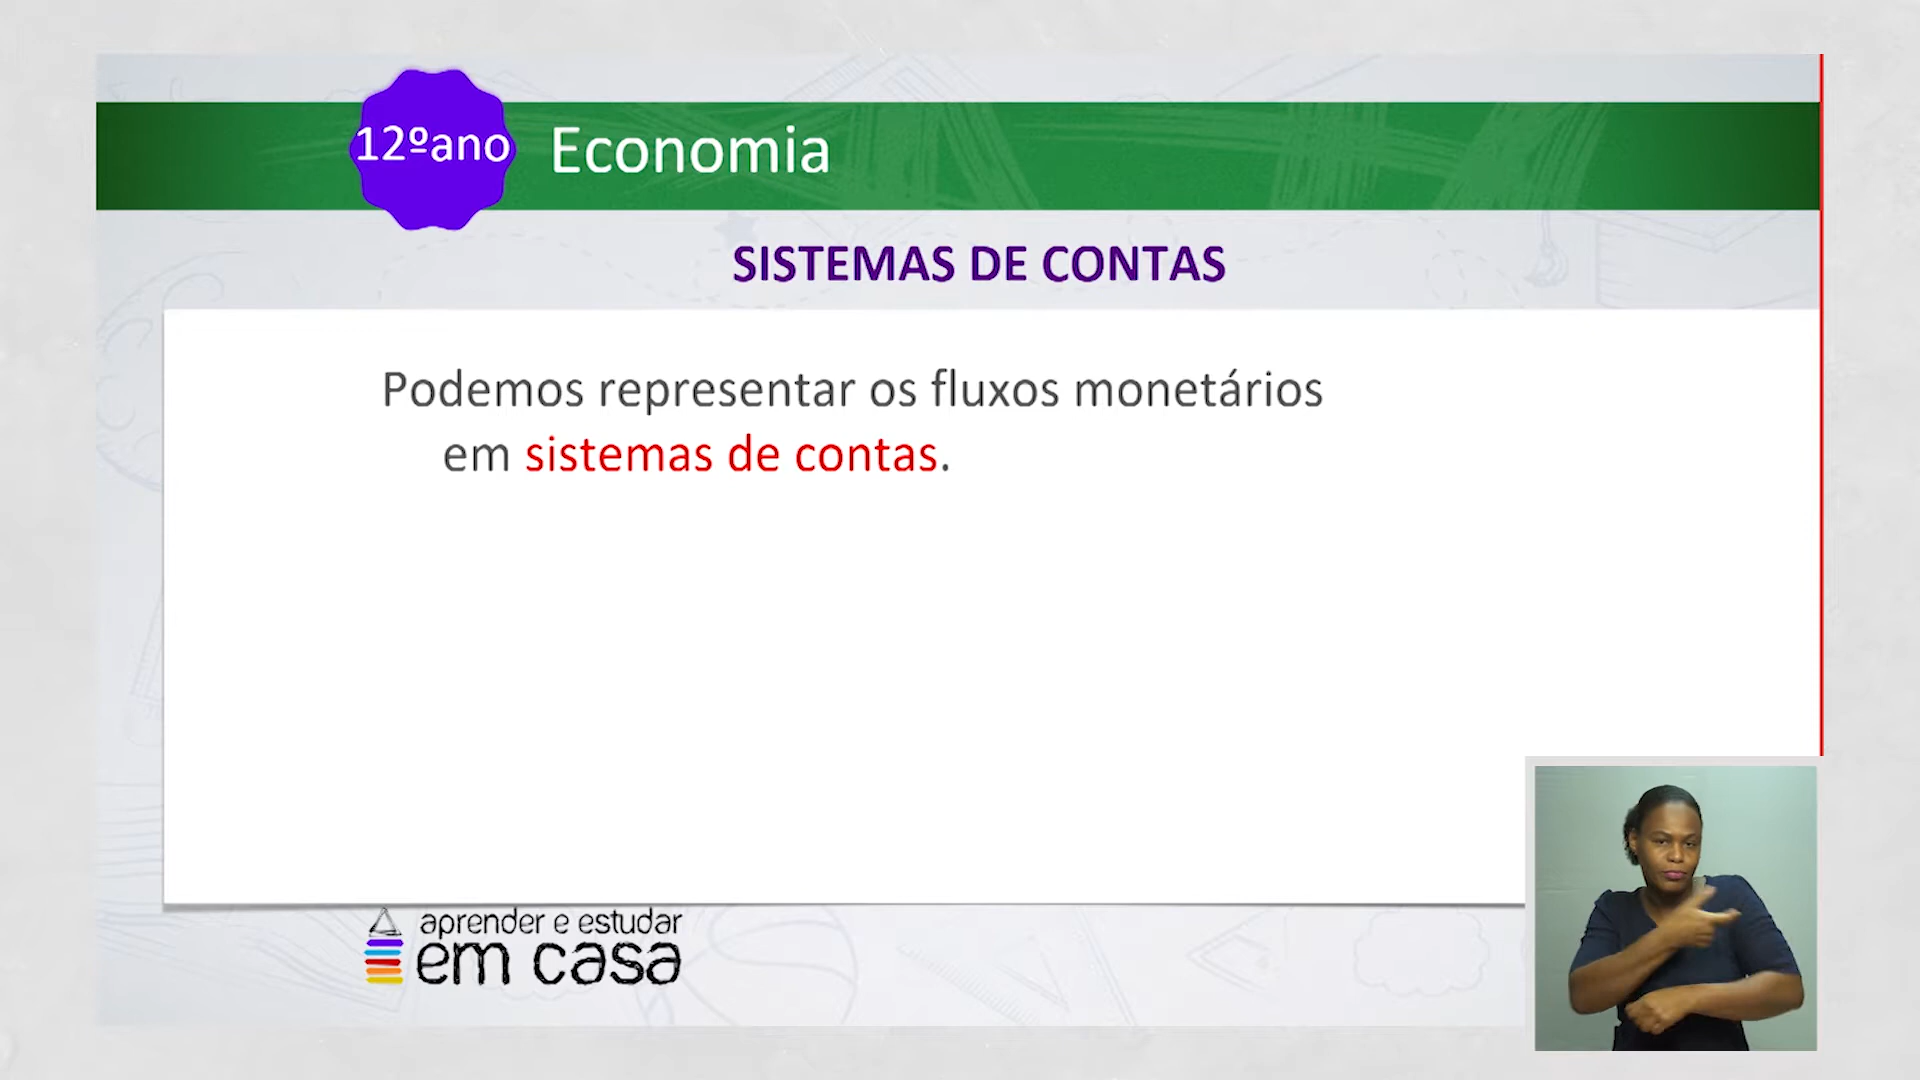 12ºano
Economia
SISTEMAS DE CONTAS
Podemos representar os fluxos monetários
em sistemas de contas.
aprender e estudar
em casa